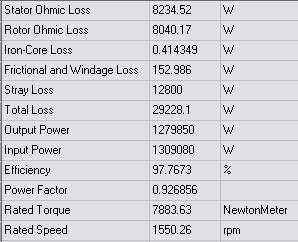 Stator Ohmic Loss 8234.52 W
Rotor Ohmic Loss 8040.17 W
Iron-Core Loss 0.414349 W
Frictional and Windage Loss 152.986 W
Stray Loss 12800 W
Total Loss 29228.1 W
Output Power 1279850 W
Input Power 1309080 W
Efficiency 97.7673 %
Power Factor 0.926856
Rated Torque 7883.63 NewtonMeter
Rated Speed 1550.26 rpm